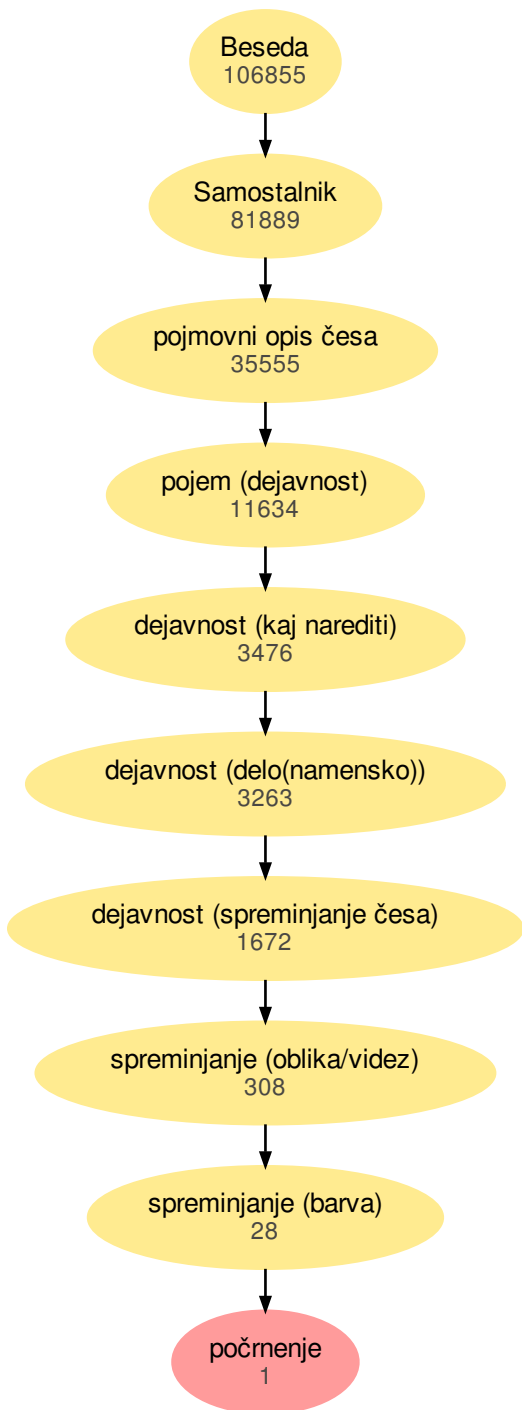 Beseda
106855
Samostalnik
81889
pojmovni opis česa
35555
pojem (dejavnost)
11634
dejavnost (kaj narediti)
3476
dejavnost (delo(namensko))
3263
dejavnost (spreminjanje česa)
1672
spreminjanje (oblika/videz)
308
spreminjanje (barva)
28
počrnenje
1